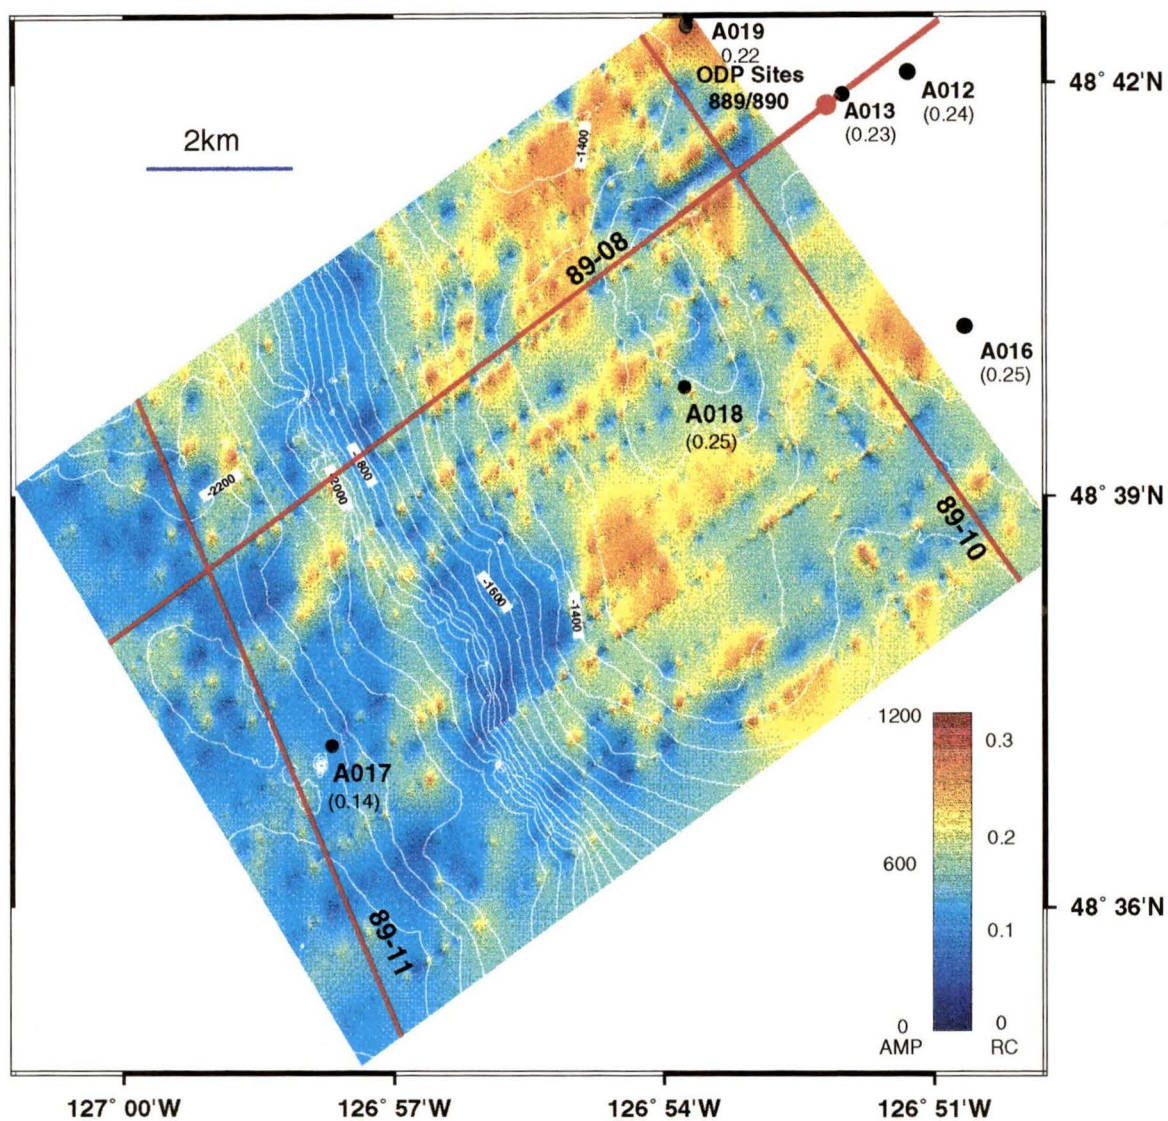 A019
0.22
ODP Sites
889/890
A012
(0.24)
A013
(0.23)
48° 42'N
2km
-1400
89-08
A016
(0.25)
A018
(0.25)
-1800
-2000
-2200
48° 39'N
89-10
-1600
-1400
1200
0.3
A017
(0.14)
0.2
600
89-11
48° 36'N
0.1
0
0
AMP
RC
127° 00'W
126° 57'W
126° 54'W
126° 51'W